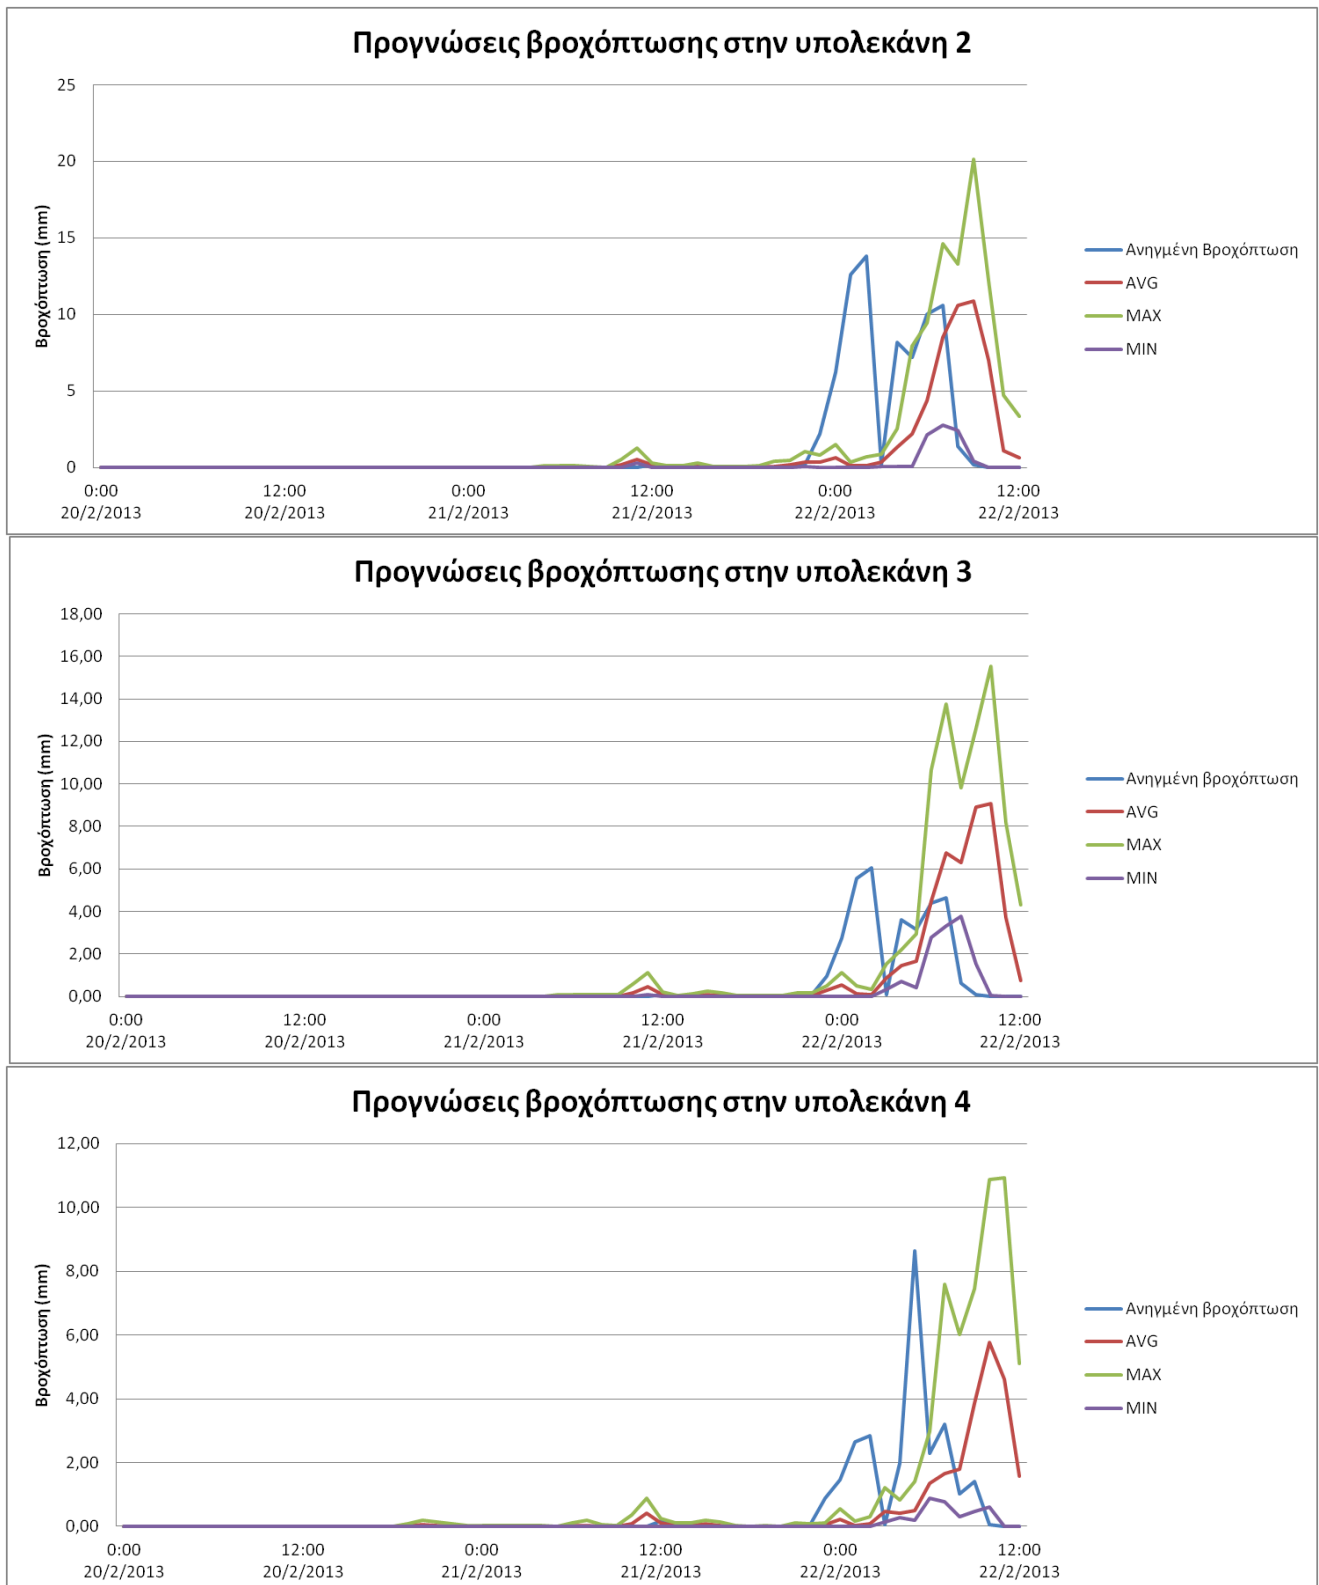 Προγνώσεις βροχόπτωσης στην υπολεκάνη 2
25
20
15
10
5
0
Βροχόπτωση (mm)
0:00 12:00 0:00 12:00 0:00 12:00
20/2/2013 20/2/2013 21/2/2013 21/2/2013 22/2/2013 22/2/2013
Ανηγμένη Βροχόπτωση
AVG
MAX
MIN
Προγνώσεις βροχόπτωσης στην υπολεκάνη 3
18,00
16,00
14,00
12,00
10,00
8,00
6,00
4,00
2,00
0,00
Βροχόπτωση (mm)
0:00 12:00 0:00 12:00 0:00 12:00
20/2/2013 20/2/2013 21/2/2013 21/2/2013 22/2/2013 22/2/2013
Ανηγμένη βροχόπτωση
AVG
MAX
MIN
Προγνώσεις βροχόπτωσης στην υπολεκάνη 4
12,00
10,00
8,00
6,00
4,00
2,00
0,00
Βροχόπτωση (mm)
0:00 12:00 0:00 12:00 0:00 12:00
20/2/2013 20/2/2013 21/2/2013 21/2/2013 22/2/2013 22/2/2013
Ανηγμένη βροχόπτωση
AVG
MAX
MIN